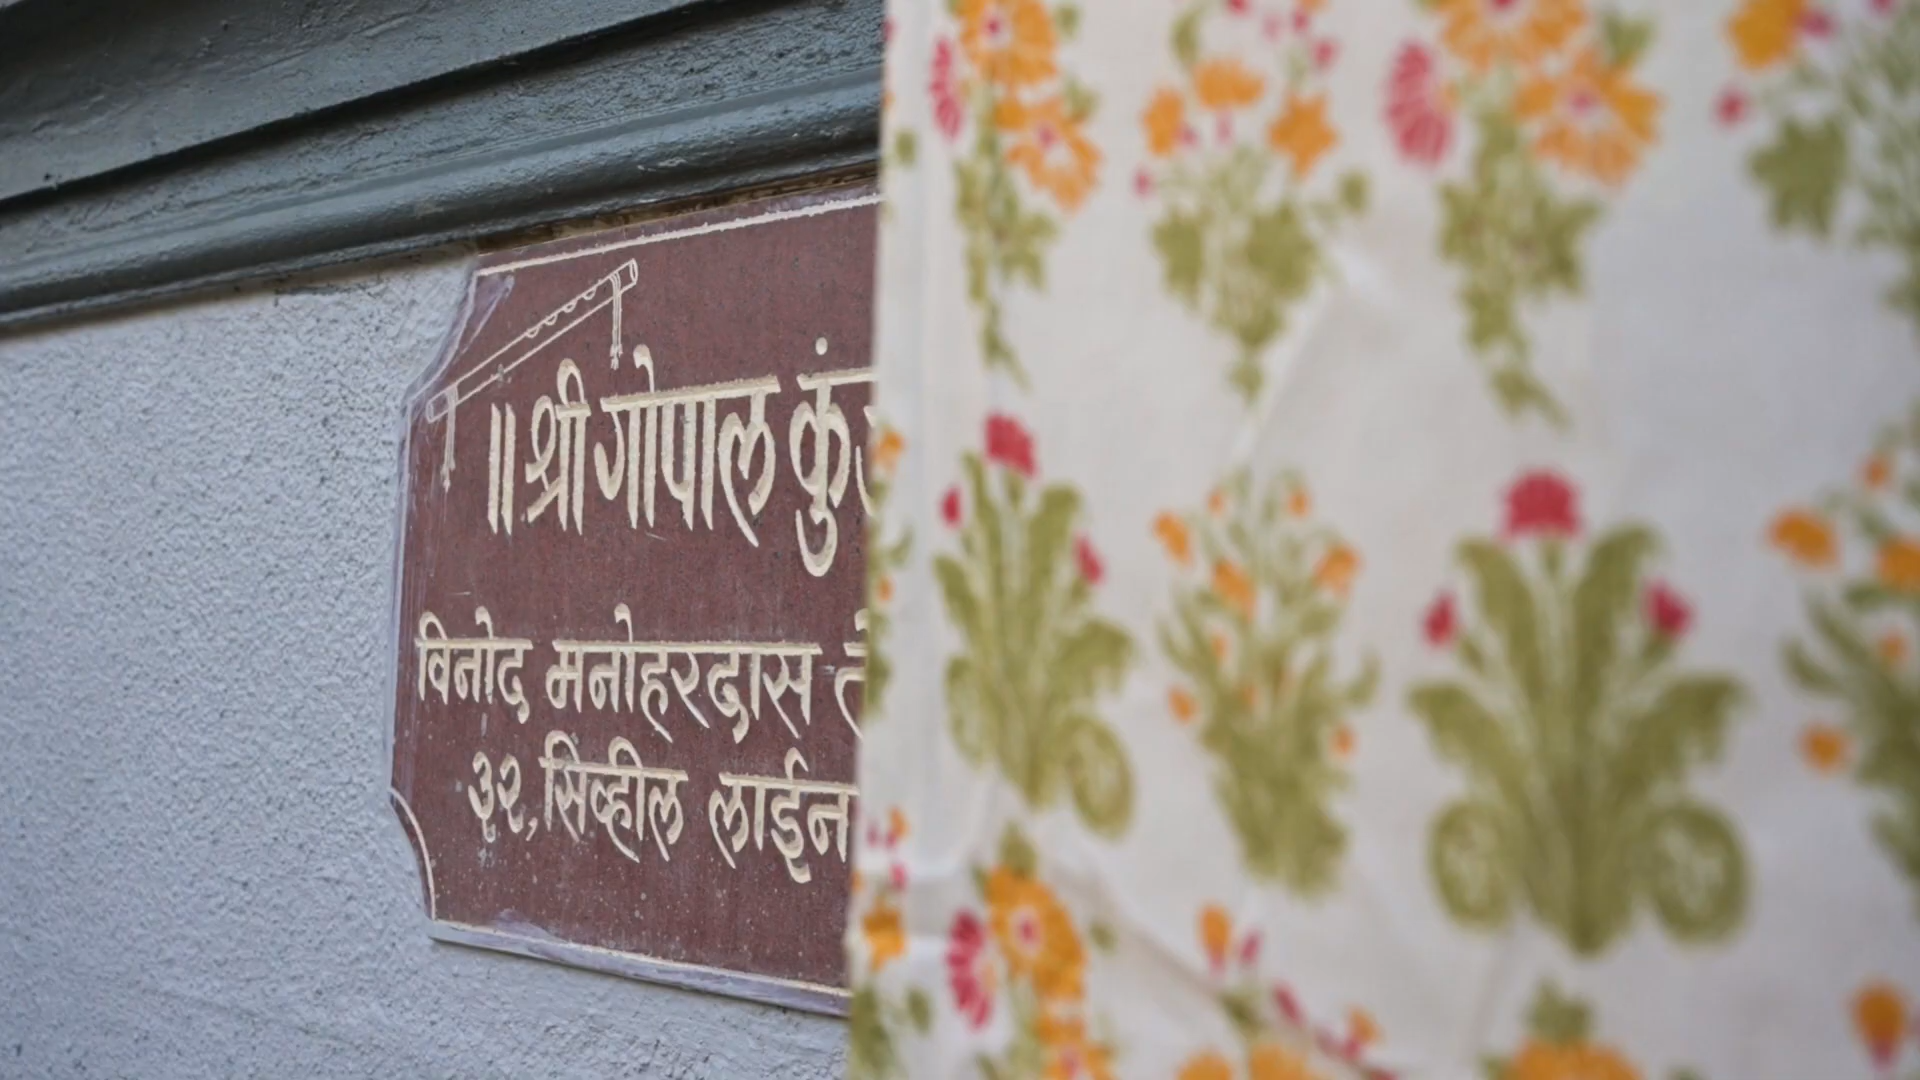 ॥ श्री गोपाल
विनोद मनोहरदास
३२, सिव्हील लाईन